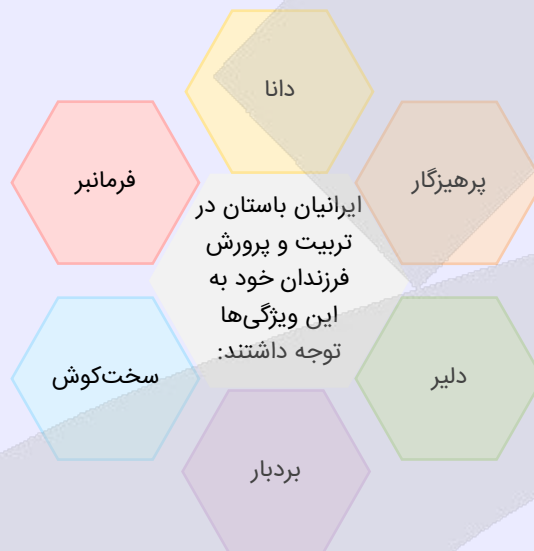 دانا
پرهیزگار
فرمانبر
ایرانیان باستان در
تربیت و پرورش
فرزندان خود به
این ویژگی‌ها
توجه داشتند:
دلیر
سخت‌کوش
بردبار